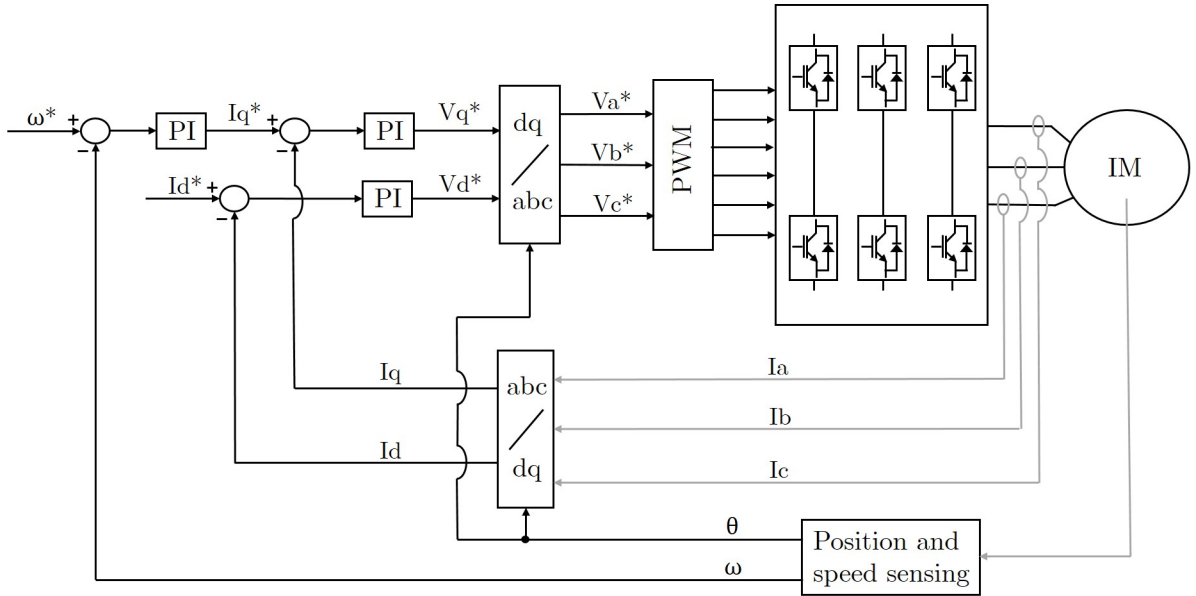 ω* + PI Iq* + PI Vq* dq Va* PWM IM
− − Vb*
Id* + PI Vd* abc Vc*
−
Iq abc Ia
Ib
Id dq Ic
θ Position and
ω speed sensing